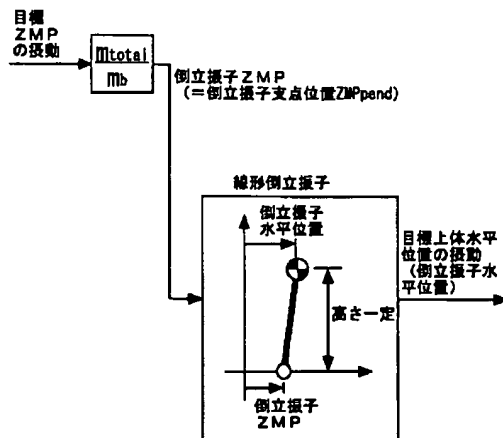 目標
ZMP
の摂動
mtotal
mb
倒立振子ZMP
(=倒立振子支点位置ZMPpend)
線形倒立振子
倒立振子
水平位置
高さ一定
倒立振子
ZMP
目標上体水平
位置の摂動
(倒立振子水
平位置)